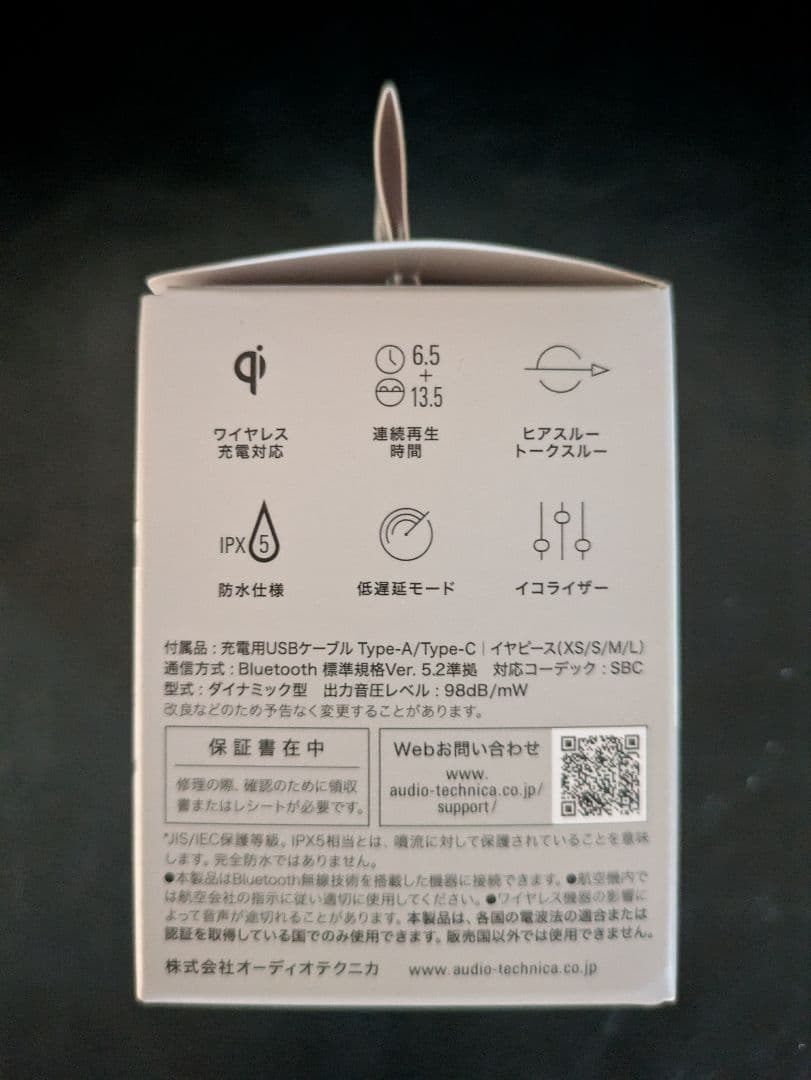 qi
6.5
+
13.5
ワイヤレス
充電対応
連続再生
時間
ヒアスルー
トークスルー
IPX 5
防水仕様
低遅延モード
イコライザー
付属品 : 充電用USBケーブル Type-A/Type-C | イヤピース(XS/S/M/L)
通信方式 : Bluetooth 標準規格Ver. 5.2準拠　対応コーデック : SBC
型式 : ダイナミック型　出力音圧レベル : 98dB/mW
改良などのため予告なく変更することがあります。
保証書在中
修理の際、確認のために領収
書またはレシートが必要です。
Webお問い合わせ
www.
audio-technica.co.jp/
support/
*JIS/IEC保護等級。IPX5相当とは、噴流に対して保護されていることを意味
します。完全防水ではありません。
●本製品はBluetooth無線技術を搭載した機器に接続できます。●航空機内で
は航空会社の指示に従い適切に使用してください。●ワイヤレス機器の影響に
よって音声が途切れることがあります。本製品は、各国の電波法の適合または
認証を取得している国でのみ使用できます。販売国以外では使用できません。
株式会社オーディオテクニカ　www.audio-technica.co.jp